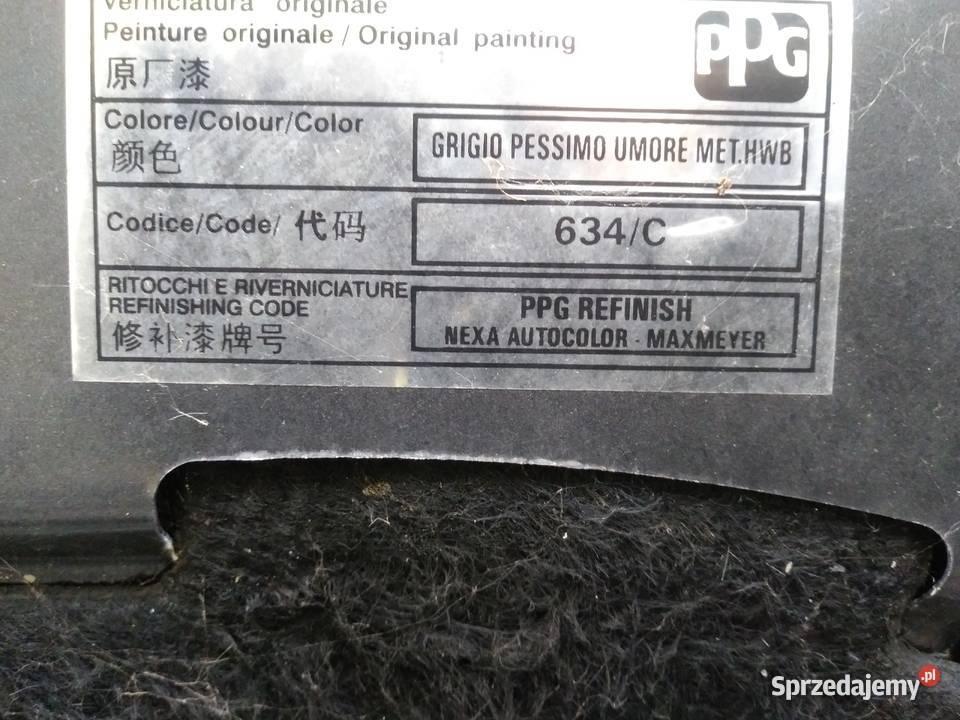 Verniciatura originale
Peinture originale / Original painting
原厂漆
PPG
Colore/Colour/Color
颜色
GRIGIO PESSIMO UMORE MET.HWB
Codice/Code/ 代码
634/C
RITOCCHI E RIVERNICIATURE
REFINISHING CODE
修补漆牌号
PPG REFINISH
NEXA AUTOCOLOR - MAXMEYER
Sprzedajemy.pl